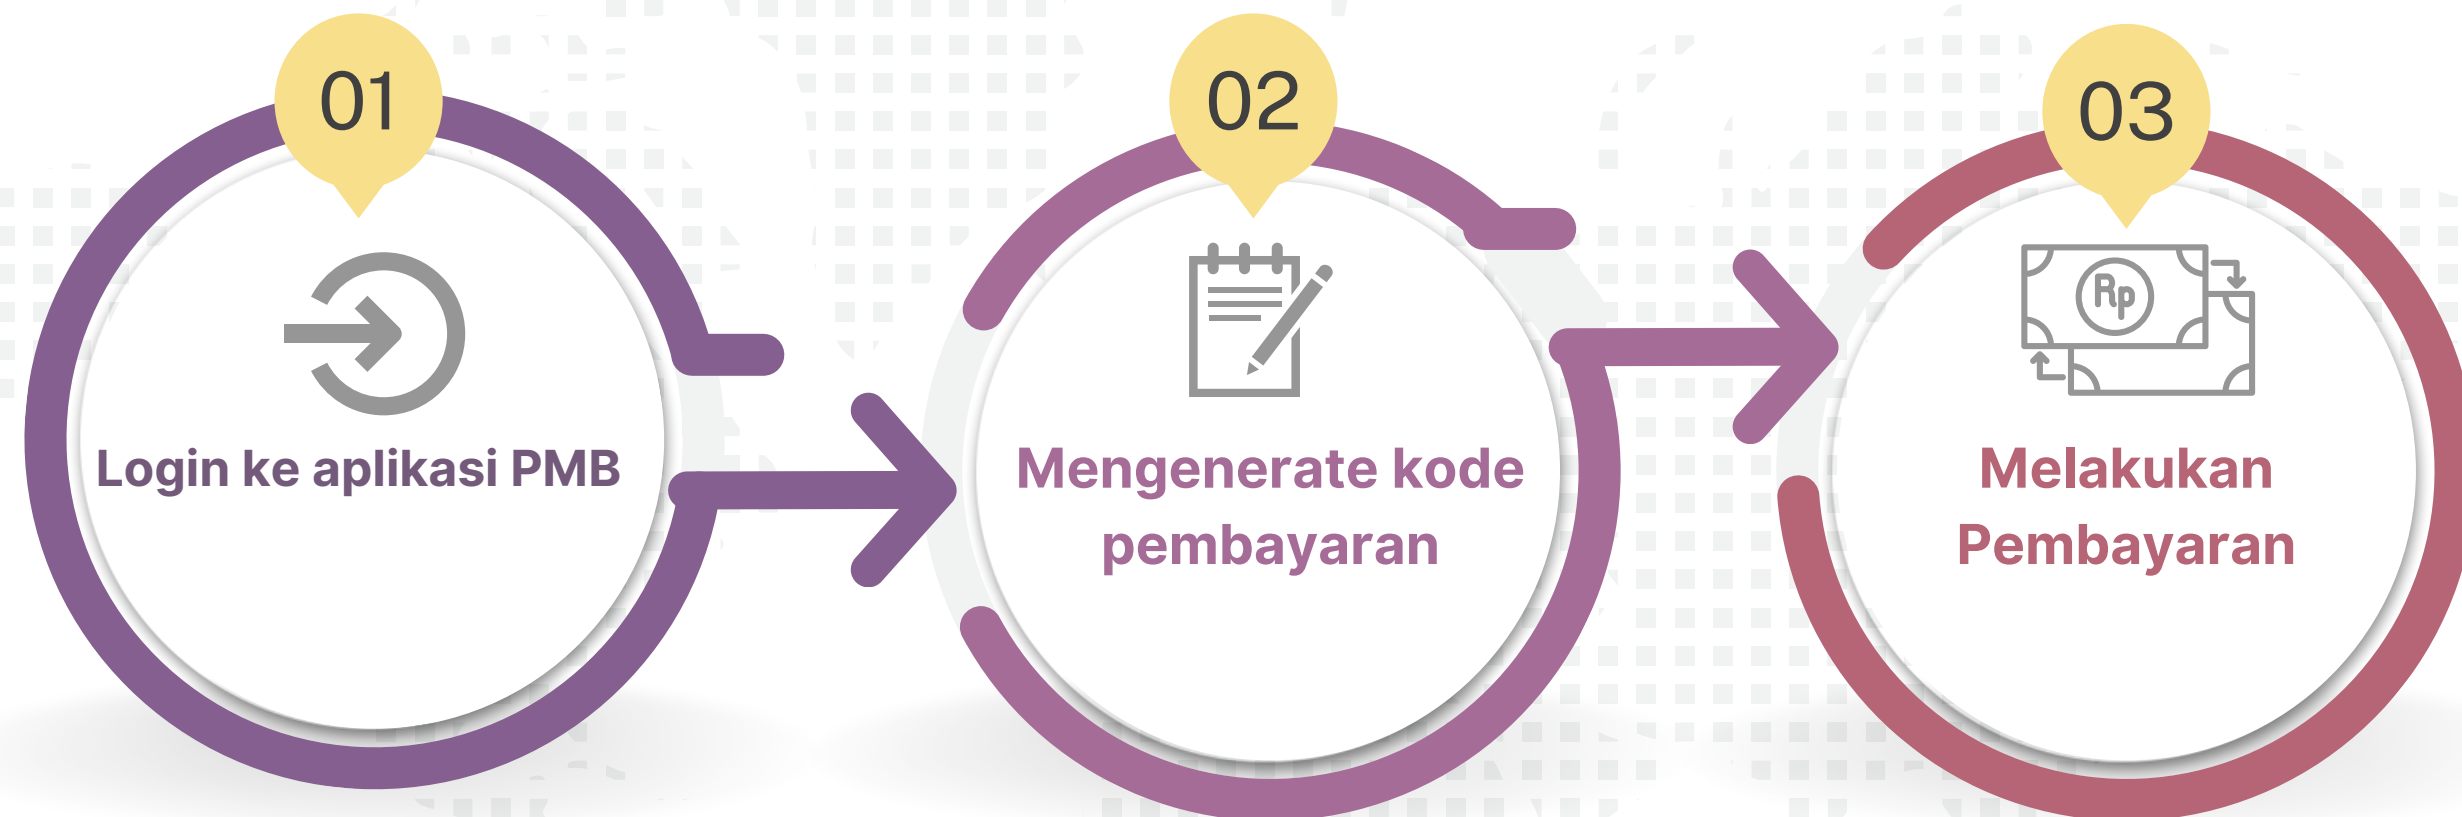 01
Login ke aplikasi PMB
02
Mengenerate kode
pembayaran
03
Rp
Melakukan
Pembayaran